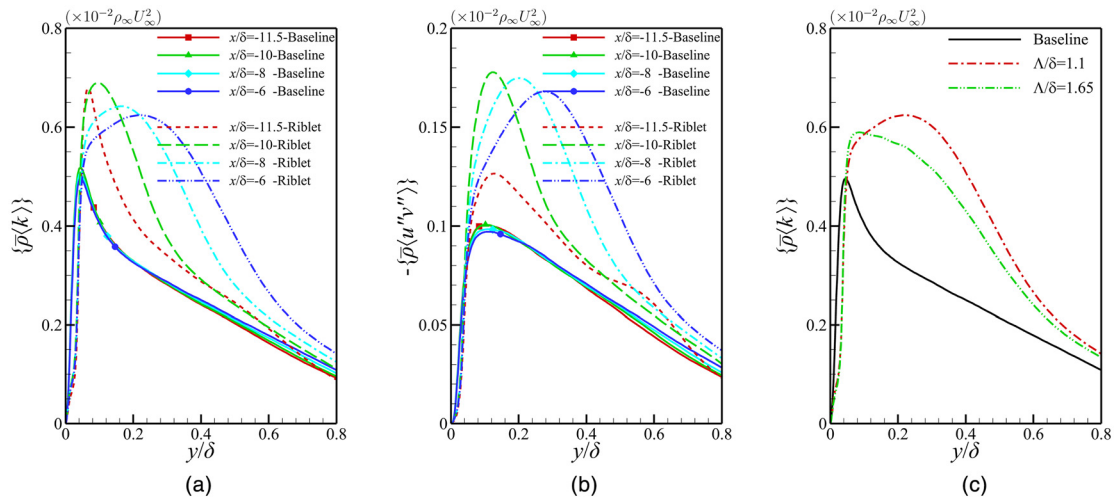 (×10⁻²ρ∞U²∞)
0.8
0.6
0.4
0.2
0
{ρ̅⟨k⟩}
x/δ=-11.5-Baseline
x/δ=-10-Baseline
x/δ=-8 -Baseline
x/δ=-6 -Baseline
x/δ=-11.5-Riblet
x/δ=-10-Riblet
x/δ=-8 -Riblet
x/δ=-6 -Riblet
0 0.2 0.4 0.6 0.8
y/δ
(a)
(×10⁻²ρ∞U²∞)
0.2
0.15
0.1
0.05
0
-{ρ̅⟨u''v''⟩}
x/δ=-11.5-Baseline
x/δ=-10-Baseline
x/δ=-8 -Baseline
x/δ=-6 -Baseline
x/δ=-11.5-Riblet
x/δ=-10-Riblet
x/δ=-8 -Riblet
x/δ=-6 -Riblet
0 0.2 0.4 0.6 0.8
y/δ
(b)
(×10⁻²ρ∞U²∞)
0.8
0.6
0.4
0.2
0
{ρ̅⟨k⟩}
Baseline
Λ/δ=1.1
Λ/δ=1.65
0 0.2 0.4 0.6 0.8
y/δ
(c)